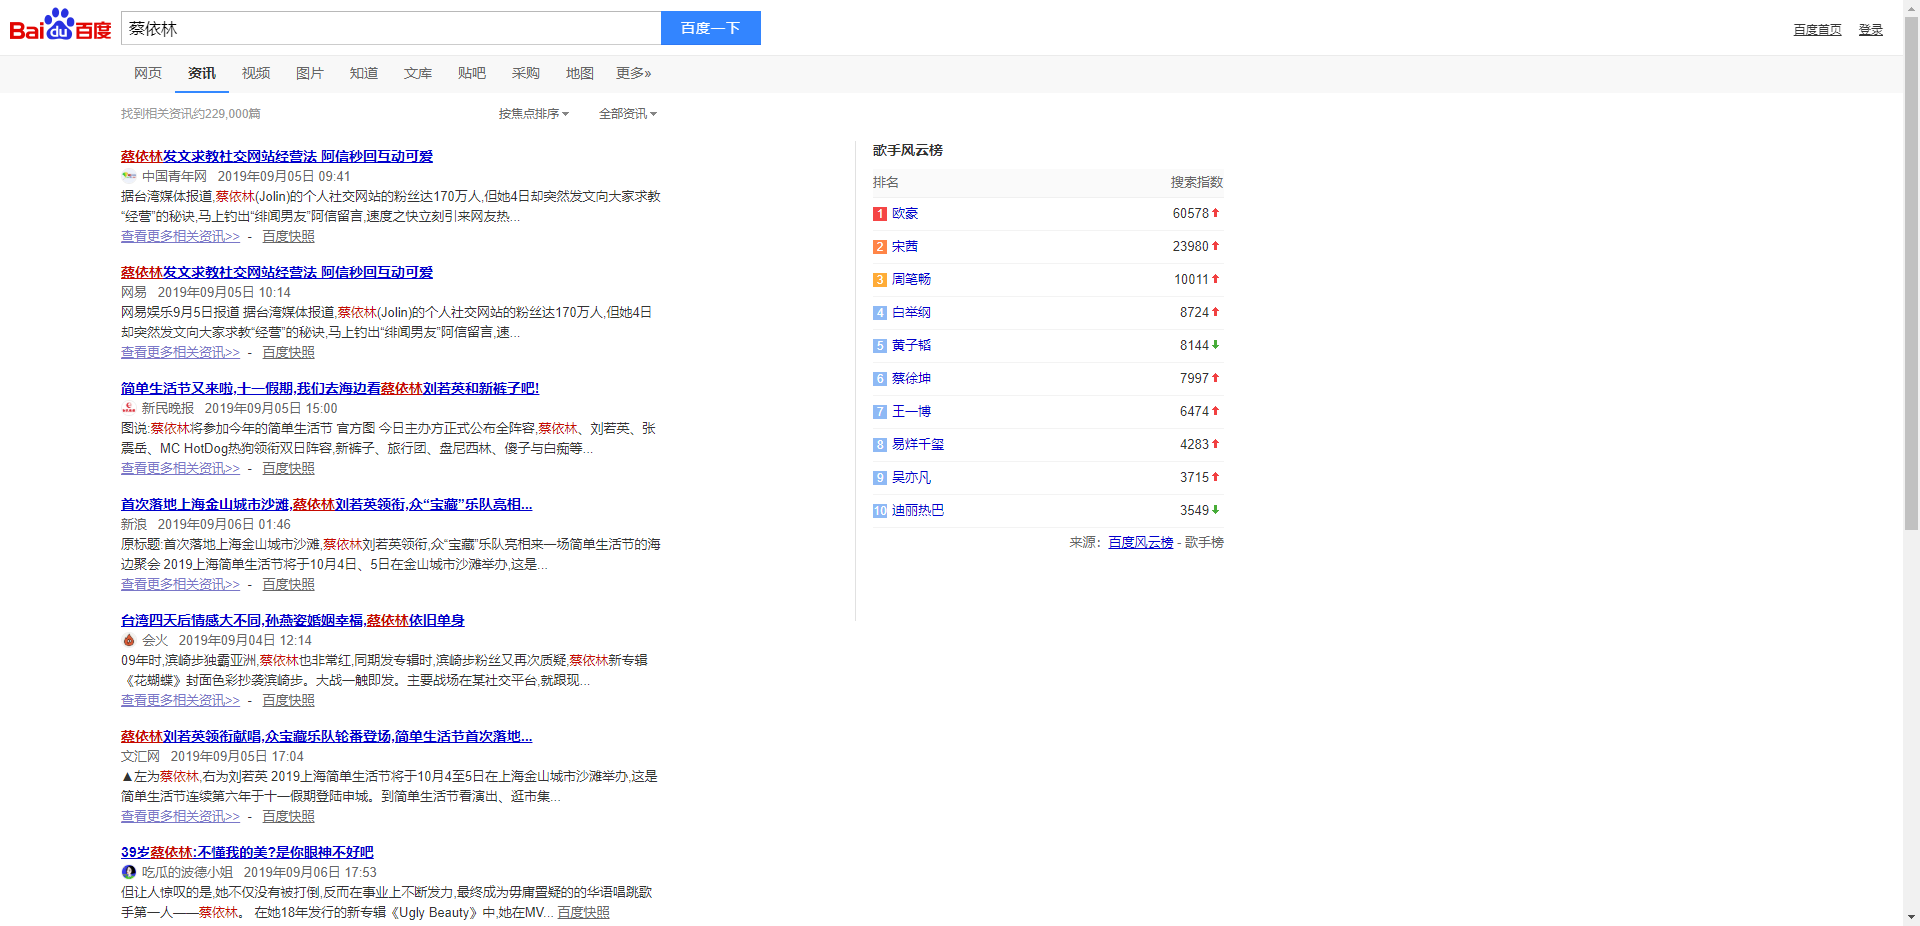 Bai du 百度
蔡依林
百度一下
百度首页 登录
网页 资讯 视频 图片 知道 文库 贴吧 采购 地图 更多»
找到相关资讯约229,000篇 按焦点排序 全部资讯
蔡依林发文求教社交网站经营法 阿信秒回互动可爱
中国青年网 2019年09月05日 09:41
据台湾媒体报道,蔡依林(Jolin)的个人社交网站的粉丝达170万人,但她4日却突然发文向大家求教
“经营”的秘诀,马上钓出“绯闻男友”阿信留言,速度之快立刻引来网友热...
查看更多相关资讯>> - 百度快照
蔡依林发文求教社交网站经营法 阿信秒回互动可爱
网易 2019年09月05日 10:14
网易娱乐9月5日报道 据台湾媒体报道,蔡依林(Jolin)的个人社交网站的粉丝达170万人,但她4日
却突然发文向大家求教“经营”的秘诀,马上钓出“绯闻男友”阿信留言,速...
查看更多相关资讯>> - 百度快照
简单生活节又来啦,十一假期,我们去海边看蔡依林刘若英和新裤子吧!
新民晚报 2019年09月05日 15:00
图说:蔡依林将参加今年的简单生活节 官方图 今日主办方正式公布全阵容,蔡依林、刘若英、张
震岳、MC HotDog热狗领衔双日阵容,新裤子、旅行团、盘尼西林、傻子与白痴等...
查看更多相关资讯>> - 百度快照
首次落地上海金山城市沙滩,蔡依林刘若英领衔,众“宝藏”乐队亮相...
新浪 2019年09月06日 01:46
原标题:首次落地上海金山城市沙滩,蔡依林刘若英领衔,众“宝藏”乐队亮相来一场简单生活节的海
边聚会 2019上海简单生活节将于10月4日、5日在金山城市沙滩举办,这是...
查看更多相关资讯>> - 百度快照
台湾四天后情感大不同,孙燕姿婚姻幸福,蔡依林依旧单身
会火 2019年09月04日 12:14
09年时,滨崎步独霸亚洲,蔡依林也非常红,同期发专辑时,滨崎步粉丝又再次质疑,蔡依林新专辑
《花蝴蝶》封面色彩抄袭滨崎步。大战一触即发。主要战场在某社交平台,就跟现...
查看更多相关资讯>> - 百度快照
蔡依林刘若英领衔献唱,众宝藏乐队轮番登场,简单生活节首次落地...
文汇网 2019年09月05日 17:04
▲左为蔡依林,右为刘若英 2019上海简单生活节将于10月4至5日在上海金山城市沙滩举办,这是
简单生活节连续第六年于十一假期登陆申城。到简单生活节看演出、逛市集...
查看更多相关资讯>> - 百度快照
39岁蔡依林:不懂我的美?是你眼神不好吧
吃瓜的波德小姐 2019年09月06日 17:53
但让人惊叹的是,她不仅没有被打倒,反而在事业上不断发力,最终成为毋庸置疑的的华语唱跳歌
手第一人——蔡依林。 在她18年发行的新专辑《Ugly Beauty》中,她在MV... 百度快照
歌手风云榜
排名 搜索指数
1 欧豪 60578
2 宋茜 23980
3 周笔畅 10011
4 白举纲 8724
5 黄子韬 8144
6 蔡徐坤 7997
7 王一博 6474
8 易烊千玺 4283
9 吴亦凡 3715
10 迪丽热巴 3549
来源：百度风云榜 - 歌手榜